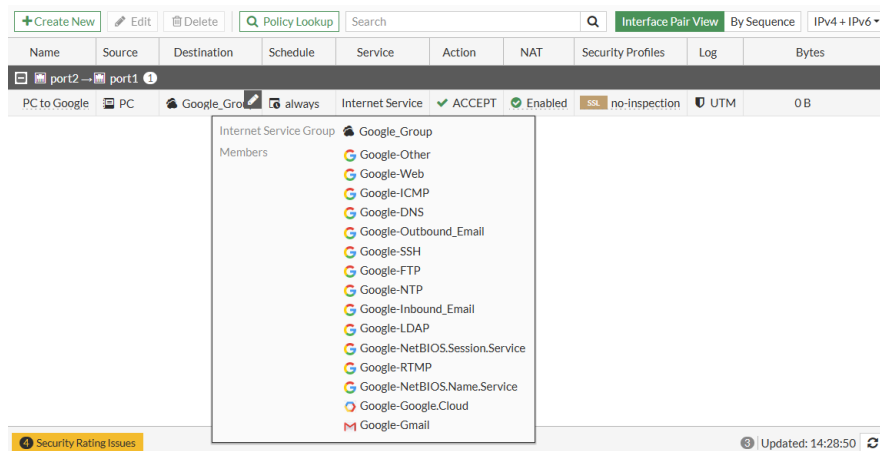 Create New Edit Delete Policy Lookup Search Interface Pair View By Sequence IPv4 + IPv6
Name Source Destination Schedule Service Action NAT Security Profiles Log Bytes
port2 → port1 1
PC to Google PC Google_Grou always Internet Service ACCEPT Enabled SSL no-inspection UTM 0 B
Internet Service Group Google_Group
Members Google-Other
Google-Web
Google-ICMP
Google-DNS
Google-Outbound_Email
Google-SSH
Google-FTP
Google-NTP
Google-Inbound_Email
Google-LDAP
Google-NetBIOS.Session.Service
Google-RTMP
Google-NetBIOS.Name.Service
Google-Google.Cloud
Google-Gmail
4 Security Rating Issues 3 Updated: 14:28:50